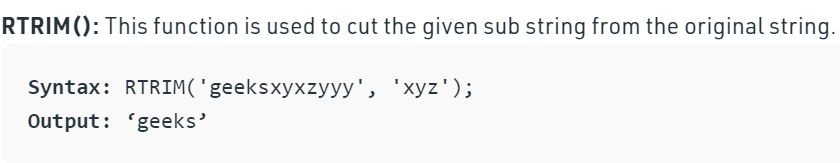 RTRIM(): This function is used to cut the given sub string from the original string.
Syntax: RTRIM('geeksxyxzyyy', 'xyz');
Output: ‘geeks’